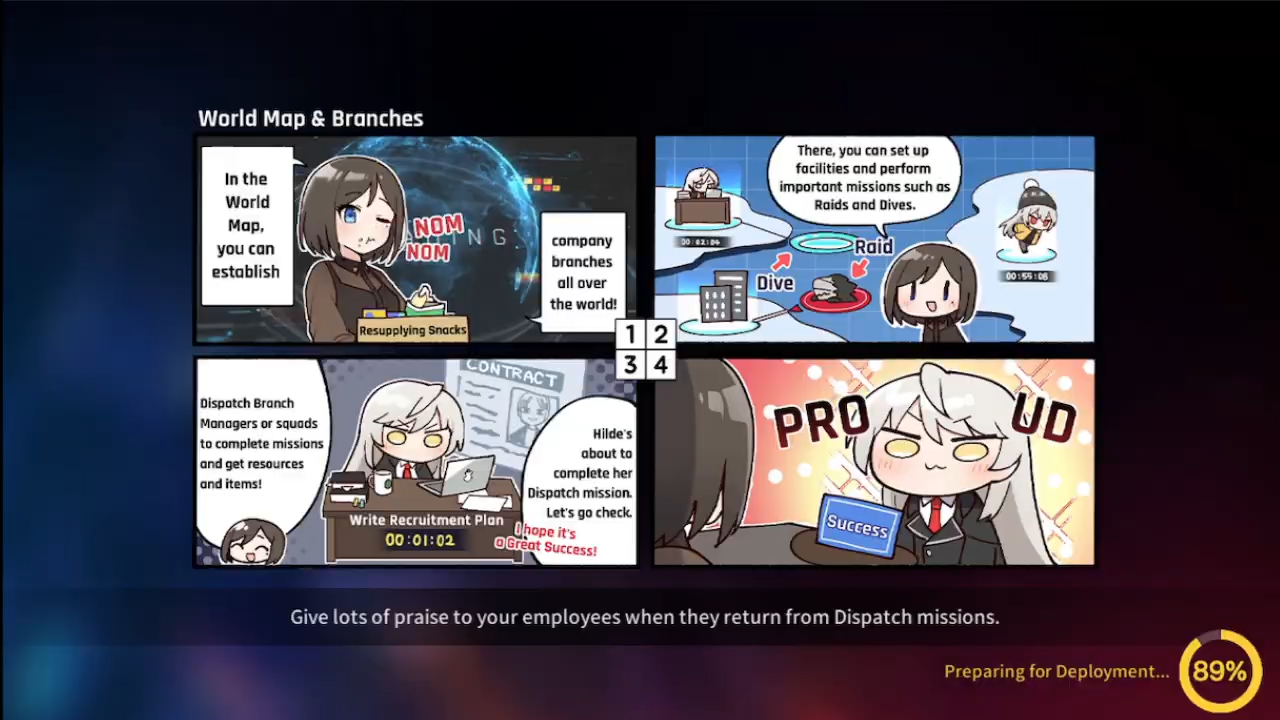 World Map & Branches
In the
World
Map,
you can
establish
NOM
NOM
company
branches
all over
the world!
Resupplying Snacks
There, you can set up
facilities and perform
important missions such as
Raids and Dives.
00:02:04
Raid
Dive
00:55:08
1 2
3 4
Dispatch Branch
Managers or squads
to complete missions
and get resources
and items!
CONTRACT
Hilde's
about to
complete her
Dispatch mission.
Let's go check.
I hope it's
a Great Success!
Write Recruitment Plan
00:01:02
PRO UD
Success
Give lots of praise to your employees when they return from Dispatch missions.
Preparing for Deployment... 89%